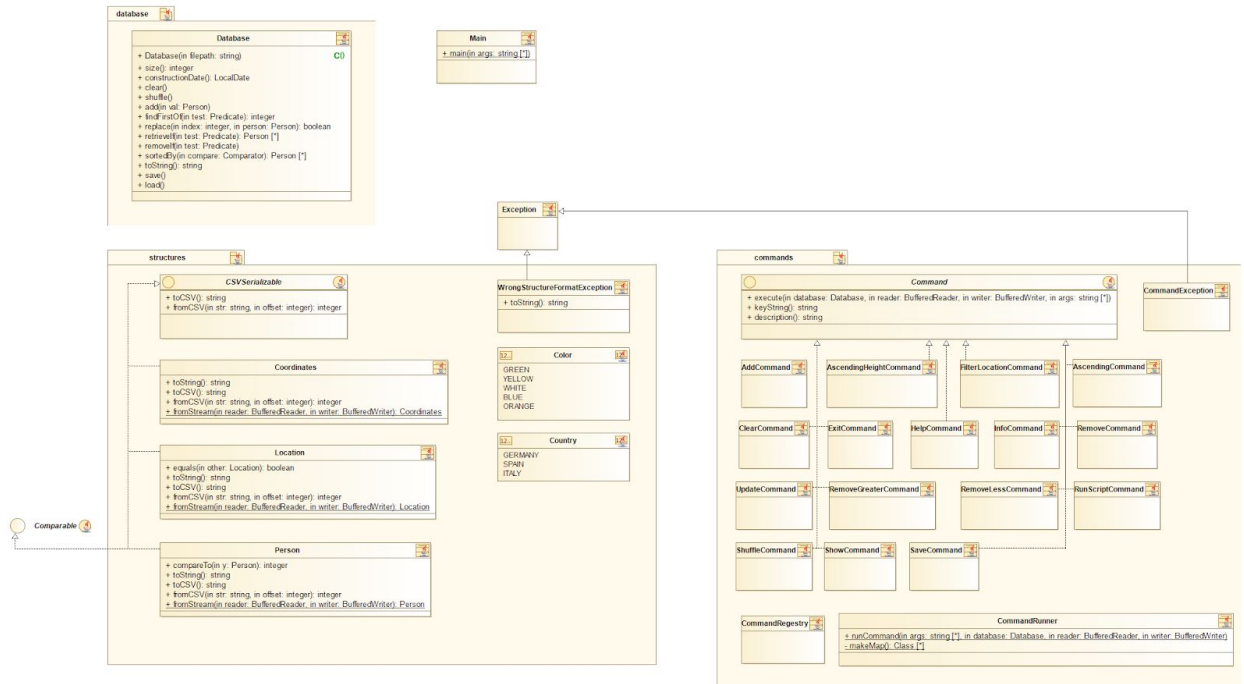 database
Database
+ Database(in filepath: string)
C()
+ size(): integer
+ constructionDate(): LocalDate
+ clear()
+ shuffle()
+ add(in val: Person)
+ findFirstOf(in test: Predicate): integer
+ replace(in index: integer, in person: Person): boolean
+ retrieveIf(in test: Predicate): Person [*]
+ removeIf(in test: Predicate)
+ sortedBy(in compare: Comparator): Person [*]
+ toString(): string
+ save()
+ load()
Main
+ main(in args: string [*])
Exception
structures
CSVSerializable
+ toCSV(): string
+ fromCSV(in str: string, in offset: integer): integer
WrongStructureFormatException
+ toString(): string
Coordinates
+ toString(): string
+ toCSV(): string
+ fromCSV(in str: string, in offset: integer): integer
+ fromStream(in reader: BufferedReader, in writer: BufferedWriter): Coordinates
Color
GREEN
YELLOW
WHITE
BLUE
ORANGE
Location
+ equals(in other: Location): boolean
+ toString(): string
+ toCSV(): string
+ fromCSV(in str: string, in offset: integer): integer
+ fromStream(in reader: BufferedReader, in writer: BufferedWriter): Location
Country
GERMANY
SPAIN
ITALY
Comparable
Person
+ compareTo(in y: Person): integer
+ toString(): string
+ toCSV(): string
+ fromCSV(in str: string, in offset: integer): integer
+ fromStream(in reader: BufferedReader, in writer: BufferedWriter): Person
commands
Command
+ execute(in database: Database, in reader: BufferedReader, in writer: BufferedWriter, in args: string [*])
+ keyString(): string
+ description(): string
CommandException
AddCommand
AscendingHeightCommand
FilterLocationCommand
AscendingCommand
ClearCommand
ExitCommand
HelpCommand
InfoCommand
RemoveCommand
UpdateCommand
RemoveGreaterCommand
RemoveLessCommand
RunScriptCommand
ShuffleCommand
ShowCommand
SaveCommand
CommandRegestry
CommandRunner
+ runCommand(in args: string [*], in database: Database, in reader: BufferedReader, in writer: BufferedWriter)
- makeMap(): Class [*]